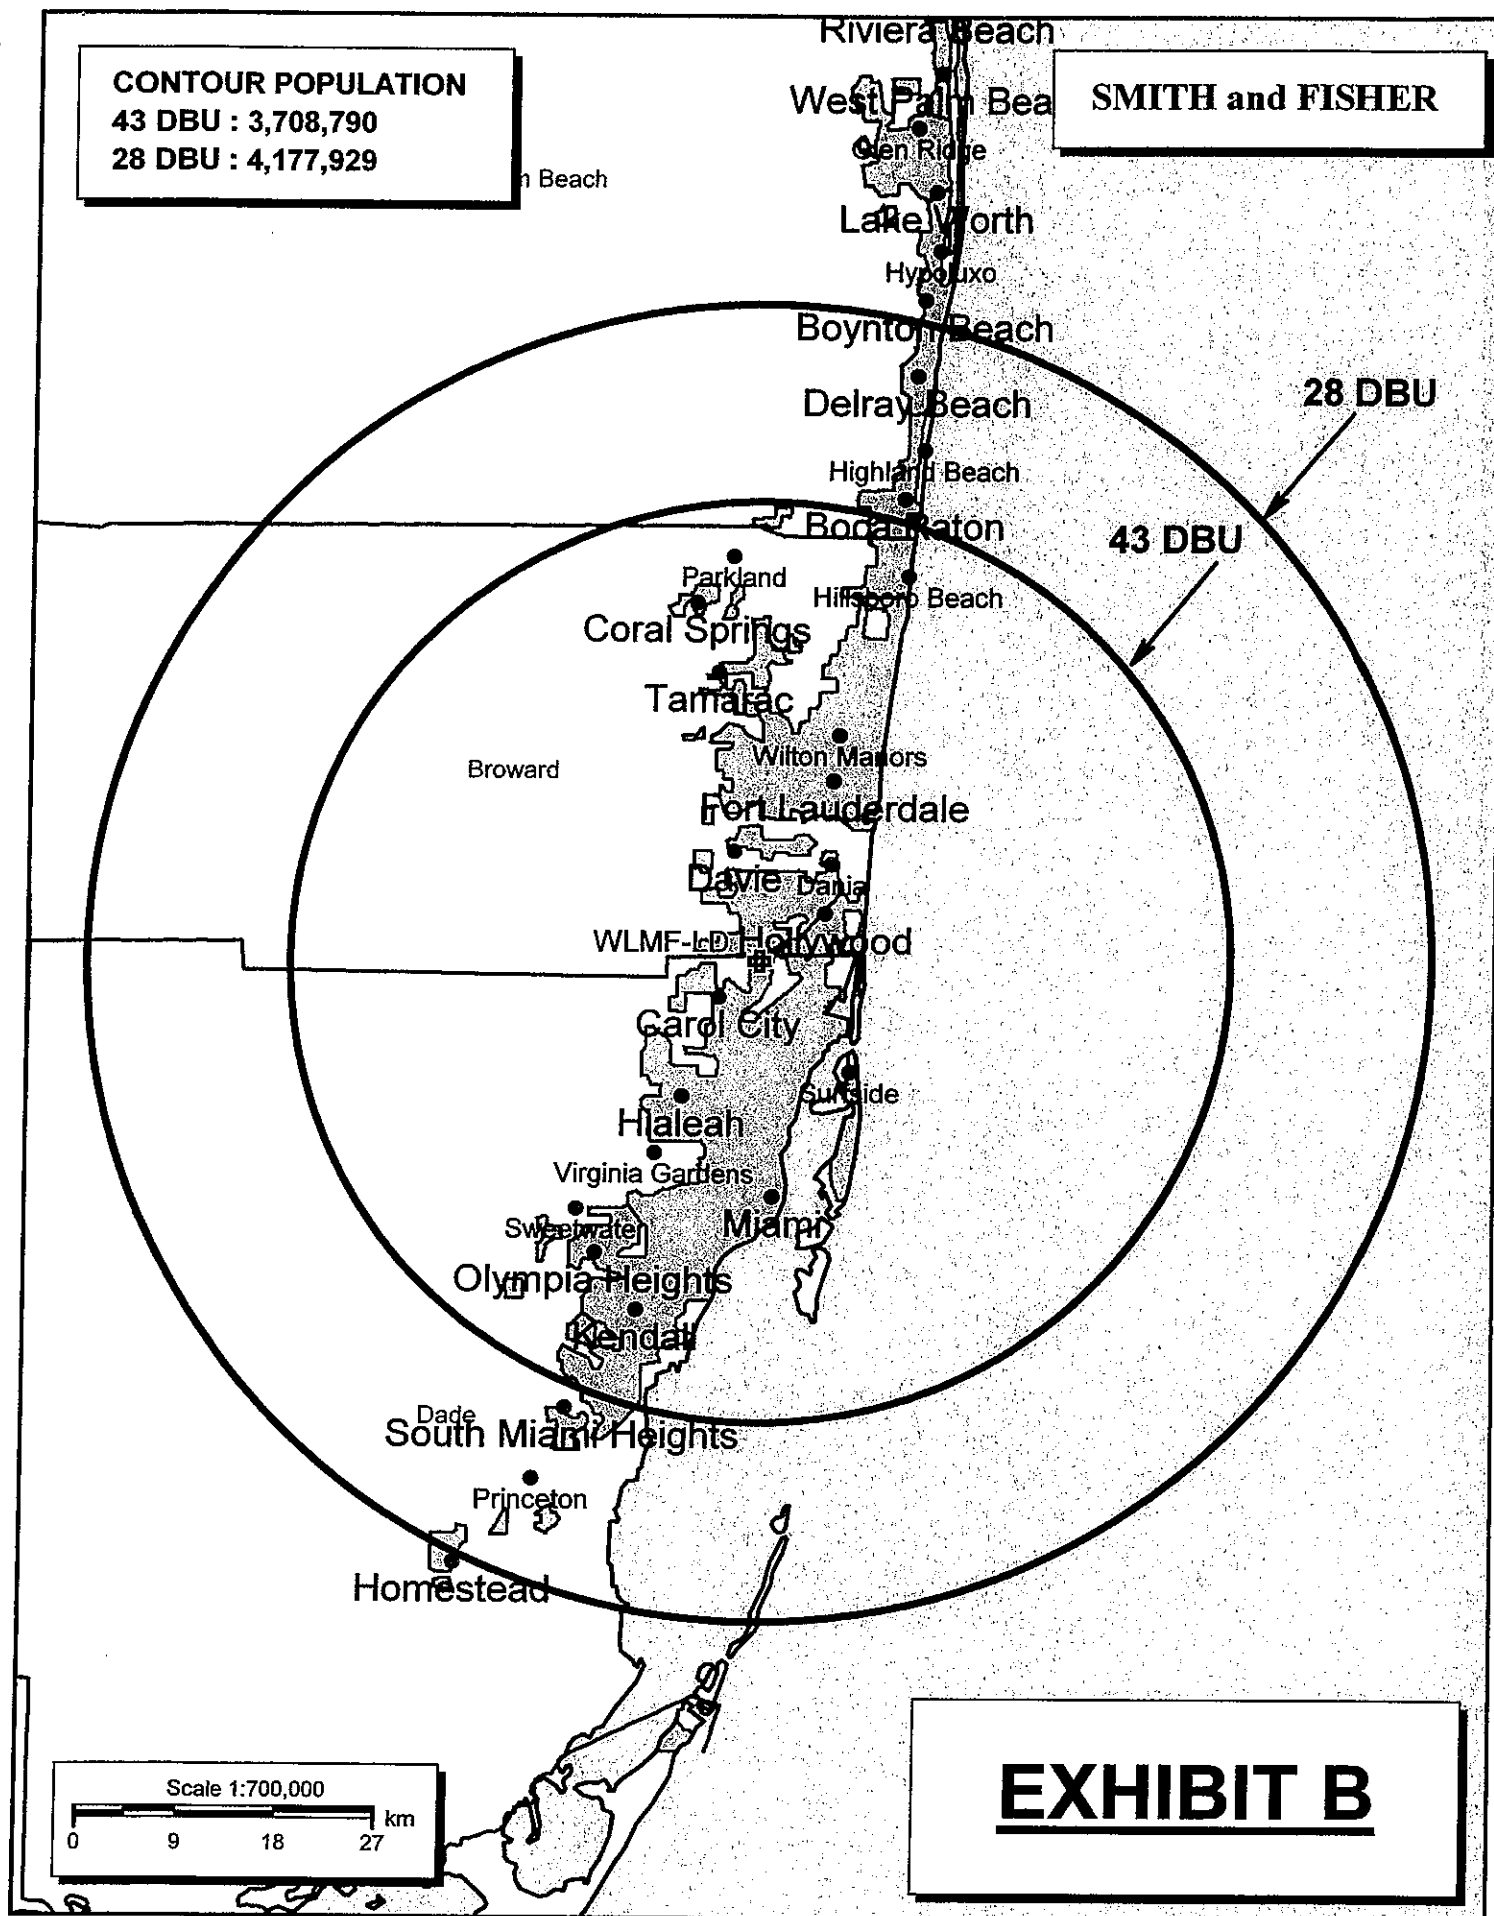 CONTOUR POPULATION
43 DBU : 3,708,790
28 DBU : 4,177,929
SMITH and FISHER
Riviera Beach
West Palm Bea
Glen Ridge
Beach
Lake Worth
Hypoluxo
Boynton Beach
28 DBU
Delray Beach
Highland Beach
Boca Raton
43 DBU
Parkland
Hillsboro Beach
Coral Springs
Tamarac
Wilton Manors
Broward
Fort Lauderdale
Davie
Dania
WLMF-LD
Hollywood
Carol City
Surfside
Hialeah
Virginia Gardens
Miami
Sweetwater
Olympia Heights
Kendall
Dade
South Miami Heights
Princeton
Homestead
Scale 1:700,000
km
0 9 18 27
EXHIBIT B